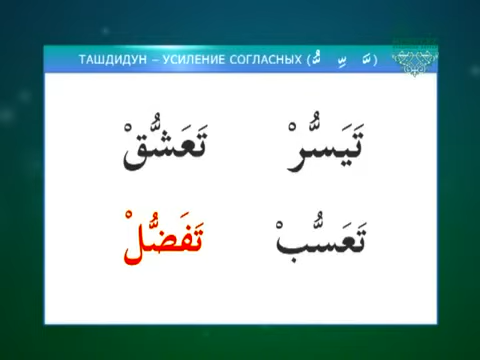 ТАШДИДУН – УСИЛЕНИЕ СОГЛАСНЫХ ( سَّ سِّ سُّ )
تَيَسُّرْ تَعَشُّقْ
تَعَسُّبْ تَفَضُّلْ